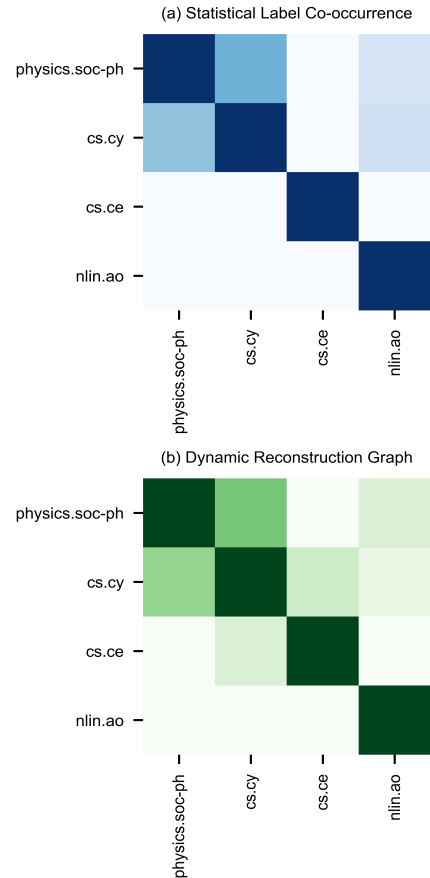 (a) Statistical Label Co-occurrence
physics.soc-ph
cs.cy
cs.ce
nlin.ao
physics.soc-ph
cs.cy
cs.ce
nlin.ao
(b) Dynamic Reconstruction Graph
physics.soc-ph
cs.cy
cs.ce
nlin.ao
physics.soc-ph
cs.cy
cs.ce
nlin.ao